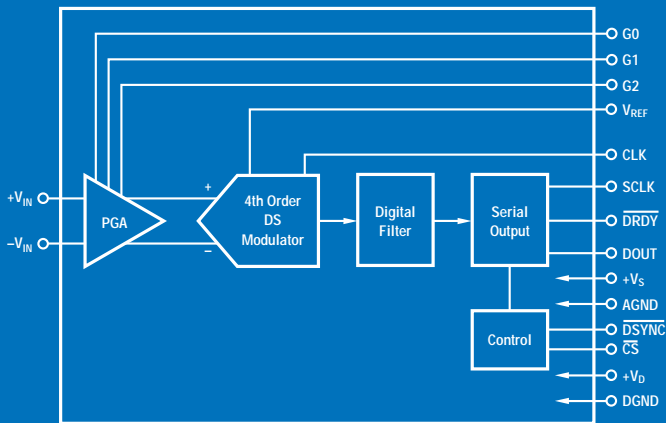 G0
G1
G2
VREF
CLK
+VIN
PGA
–VIN
+
–
4th Order
DS
Modulator
Digital
Filter
Serial
Output
SCLK
DRDY
DOUT
+VS
AGND
Control
DSYNC
CS
+VD
DGND